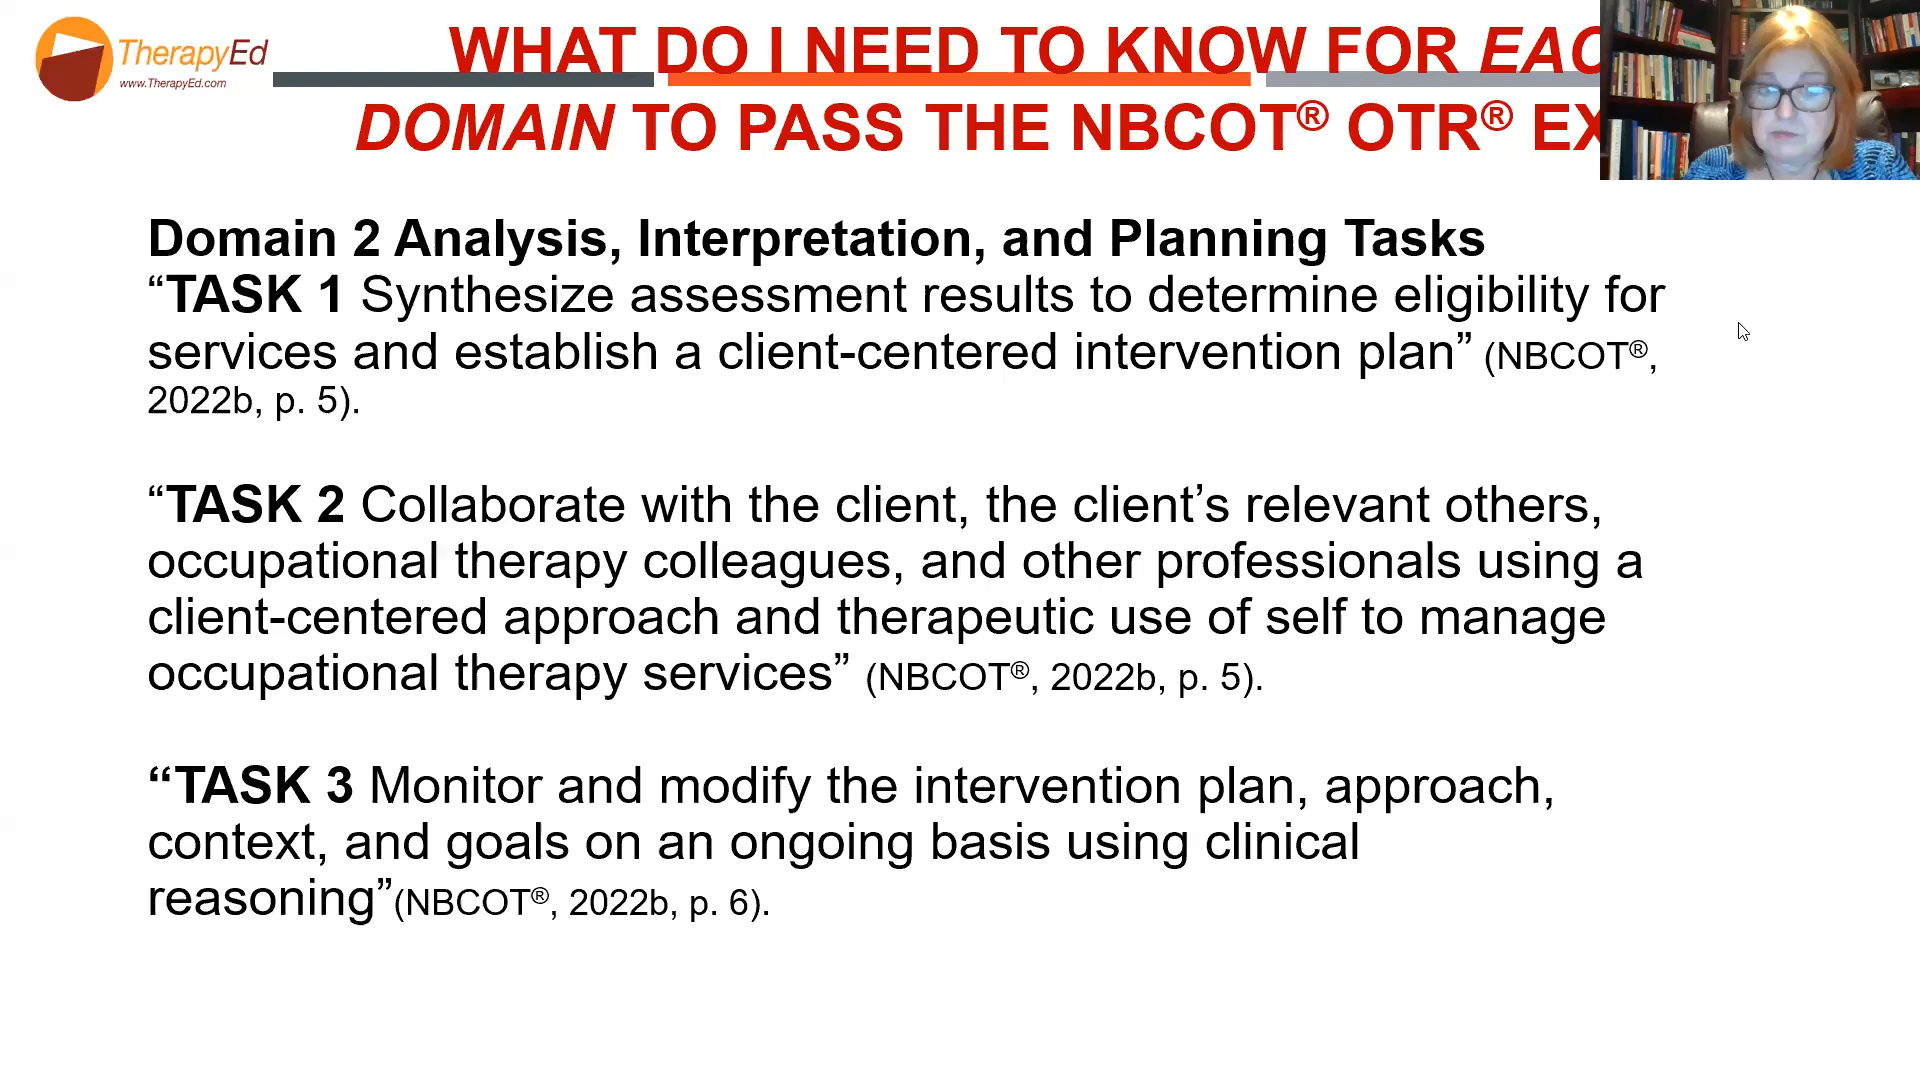 TherapyEd
www.TherapyEd.com
WHAT DO I NEED TO KNOW FOR EAC
DOMAIN TO PASS THE NBCOT® OTR® EX
Domain 2 Analysis, Interpretation, and Planning Tasks
“TASK 1 Synthesize assessment results to determine eligibility for
services and establish a client-centered intervention plan” (NBCOT®,
2022b, p. 5).
“TASK 2 Collaborate with the client, the client’s relevant others,
occupational therapy colleagues, and other professionals using a
client-centered approach and therapeutic use of self to manage
occupational therapy services” (NBCOT®, 2022b, p. 5).
“TASK 3 Monitor and modify the intervention plan, approach,
context, and goals on an ongoing basis using clinical
reasoning”(NBCOT®, 2022b, p. 6).